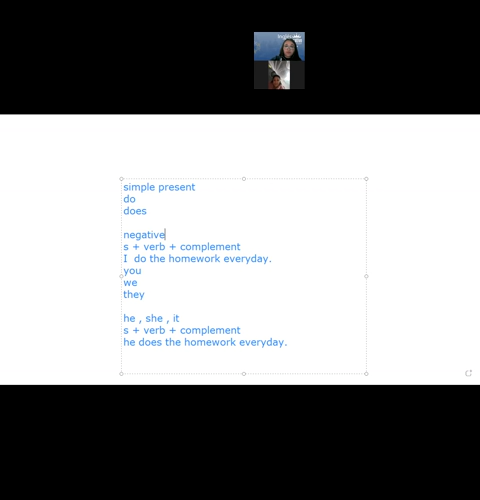 simple present
do
does
negative
s + verb + complement
I do the homework everyday.
you
we
they
he , she , it
s + verb + complement
he does the homework everyday.